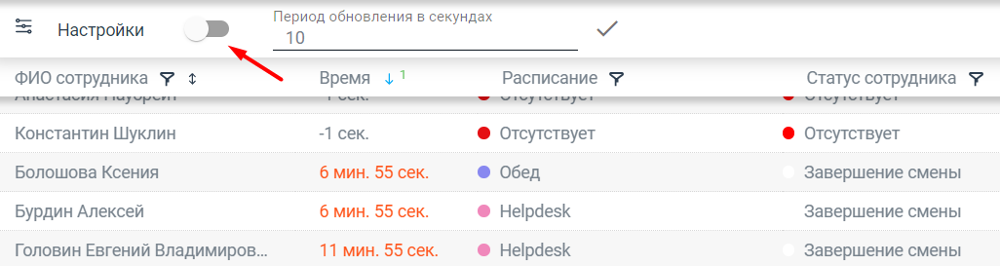 Период обновления в секундах
Настройки
10
ФИО сотрудника Время 1 Расписание Статус сотрудника
-1 сек. Отсутствует Отсутствует
Константин Шуклин -1 сек. Отсутствует Отсутствует
Болошова Ксения 6 мин. 55 сек. Обед Завершение смены
Бурдин Алексей 6 мин. 55 сек. Helpdesk Завершение смены
Головин Евгений Владимиров... 11 мин. 55 сек. Helpdesk Завершение смены